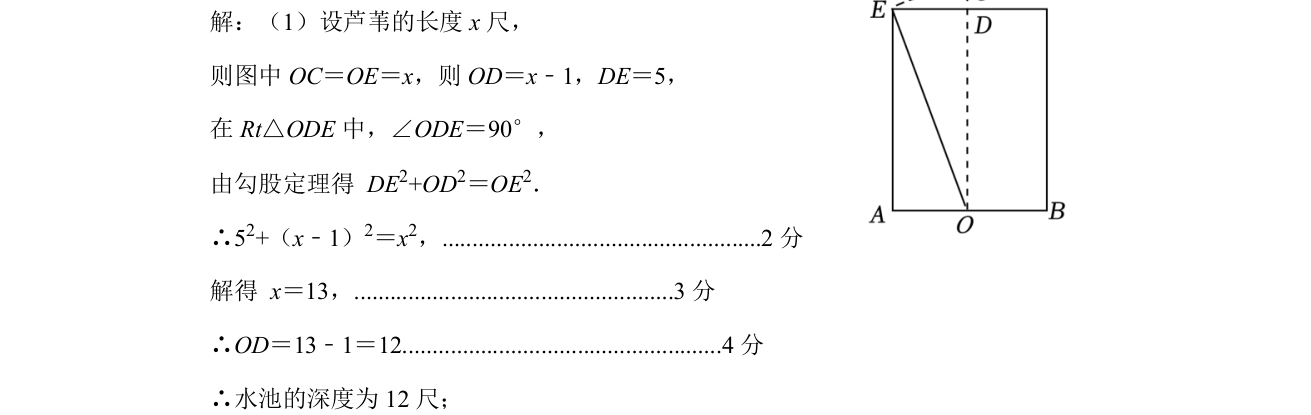 解：（1）设芦苇的长度 x 尺，
则图中 OC＝OE＝x，则 OD＝x﹣1，DE＝5，
在 Rt△ODE 中，∠ODE＝90°，
由勾股定理得 DE²+OD²＝OE²．
∴5²+（x﹣1）²＝x²，.....................................................2 分
解得 x＝13，.....................................................3 分
∴OD＝13﹣1＝12.....................................................4 分
∴水池的深度为 12 尺；
E
D
A
O
B